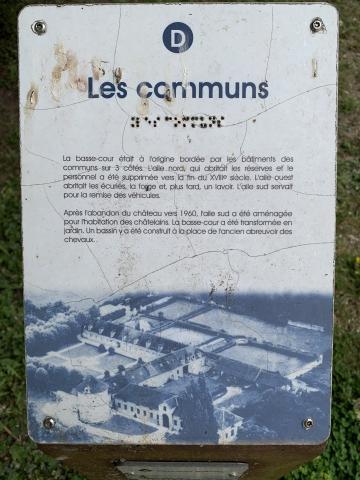 D
Les communs
La basse-cour était à l'origine bordée par les bâtiments des
communs sur 3 côtés. L'aile nord, qui abritait les réserves et le
personnel a été supprimée vers la fin du XVIIIe siècle. L'aile ouest
abritait les écuries, la forge et, plus tard, un lavoir. L'aile sud servait
pour la remise des véhicules.
Après l'abandon du château vers 1960, l'aile sud a été aménagée
pour l'habitation des châtelains. La basse-cour a été transformée en
jardin. Un bassin y a été construit à la place de l'ancien abreuvoir des
chevaux.